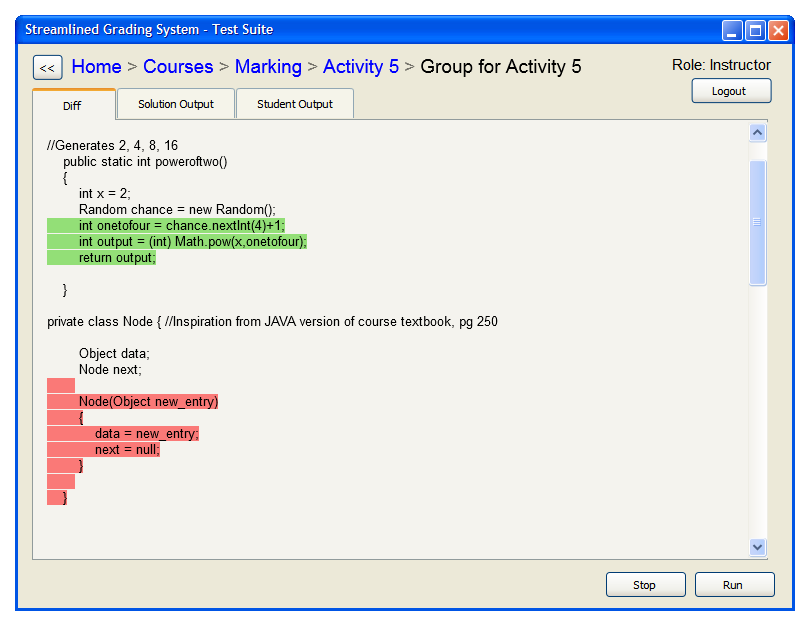 Streamlined Grading System - Test Suite
<< Home > Courses > Marking > Activity 5 > Group for Activity 5
Role: Instructor
Logout
Diff Solution Output Student Output
//Generates 2, 4, 8, 16
public static int poweroftwo()
{
int x = 2;
Random chance = new Random();
int onetofour = chance.nextInt(4)+1;
int output = (int) Math.pow(x,onetofour);
return output;
}
private class Node { //Inspiration from JAVA version of course textbook, pg 250
Object data;
Node next;
Node(Object new_entry)
{
data = new_entry;
next = null;
}
}
Stop Run